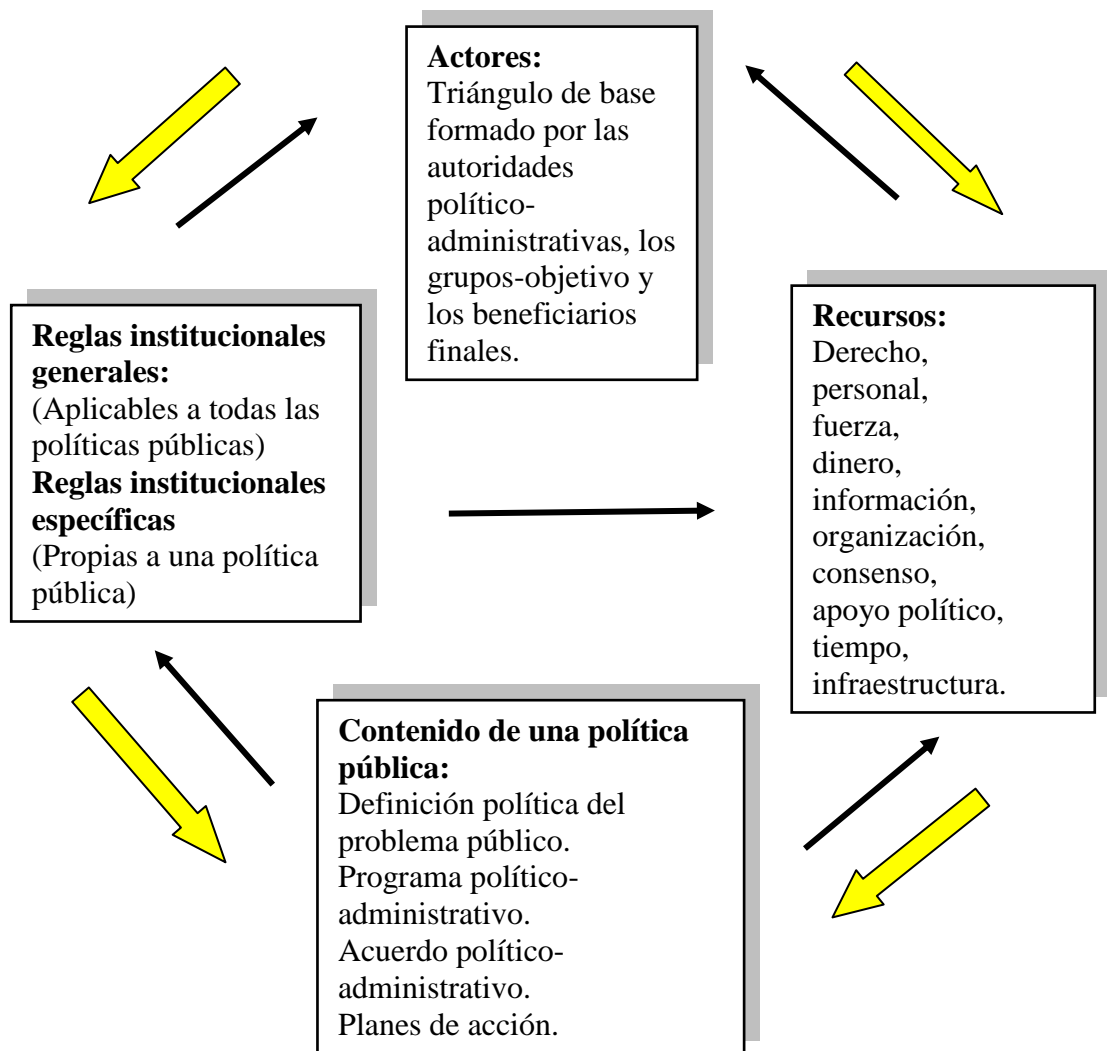 Actores:
Triángulo de base
formado por las
autoridades
político-
administrativas, los
grupos-objetivo y
los beneficiarios
finales.
Reglas institucionales
generales:
(Aplicables a todas las
políticas públicas)
Reglas institucionales
específicas
(Propias a una política
pública)
Recursos:
Derecho,
personal,
fuerza,
dinero,
información,
organización,
consenso,
apoyo político,
tiempo,
infraestructura.
Contenido de una política
pública:
Definición política del
problema público.
Programa político-
administrativo.
Acuerdo político-
administrativo.
Planes de acción.